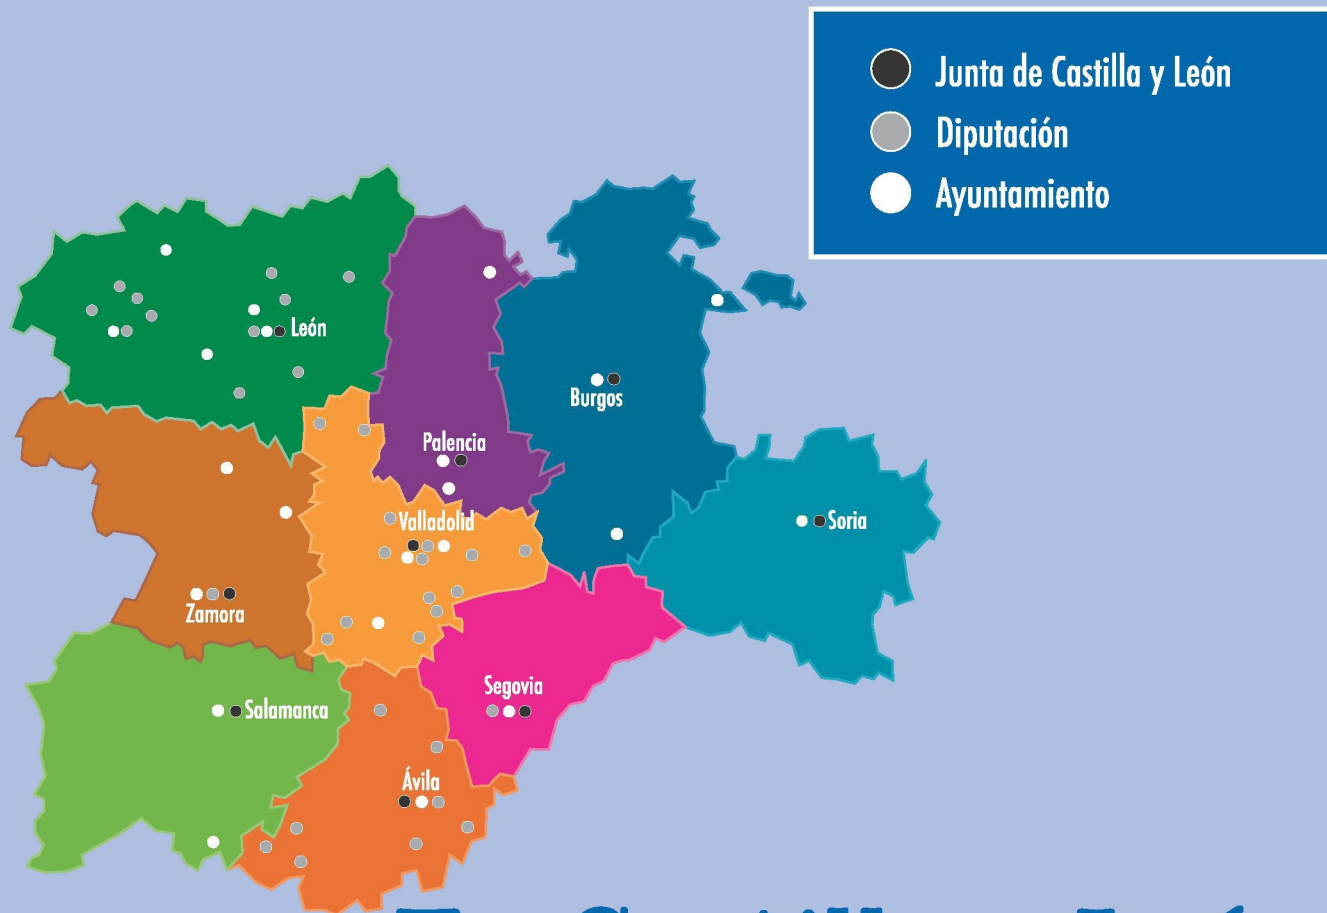 Junta de Castilla y León
Diputación
Ayuntamiento
León
Burgos
Palencia
Valladolid
Soria
Zamora
Segovia
Salamanca
Ávila